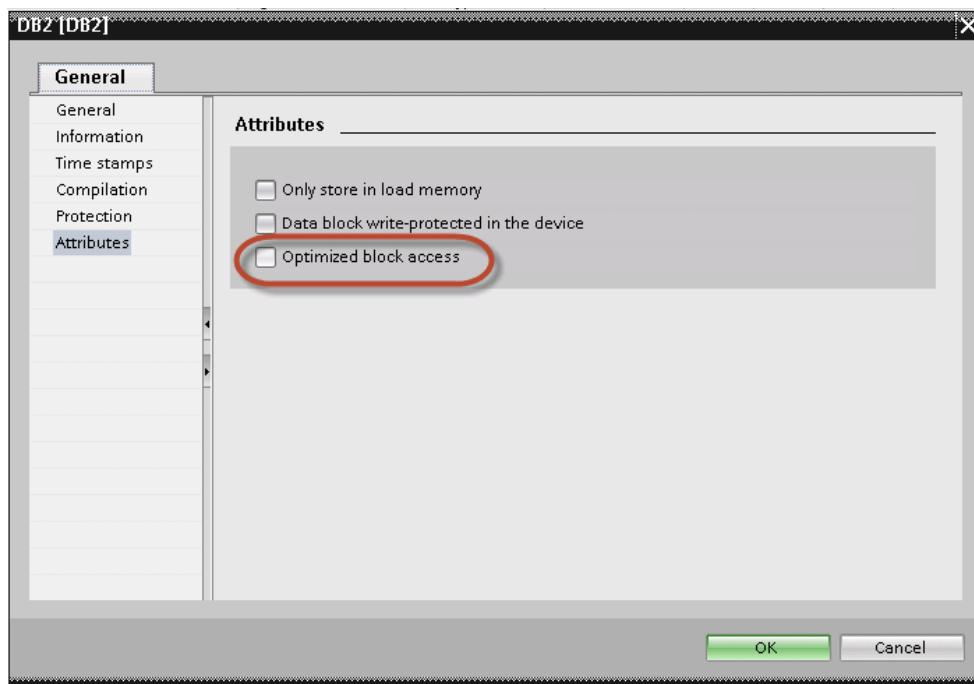 DB2 [DB2]
General
General
Information
Time stamps
Compilation
Protection
Attributes
Attributes
Only store in load memory
Data block write-protected in the device
Optimized block access
OK
Cancel